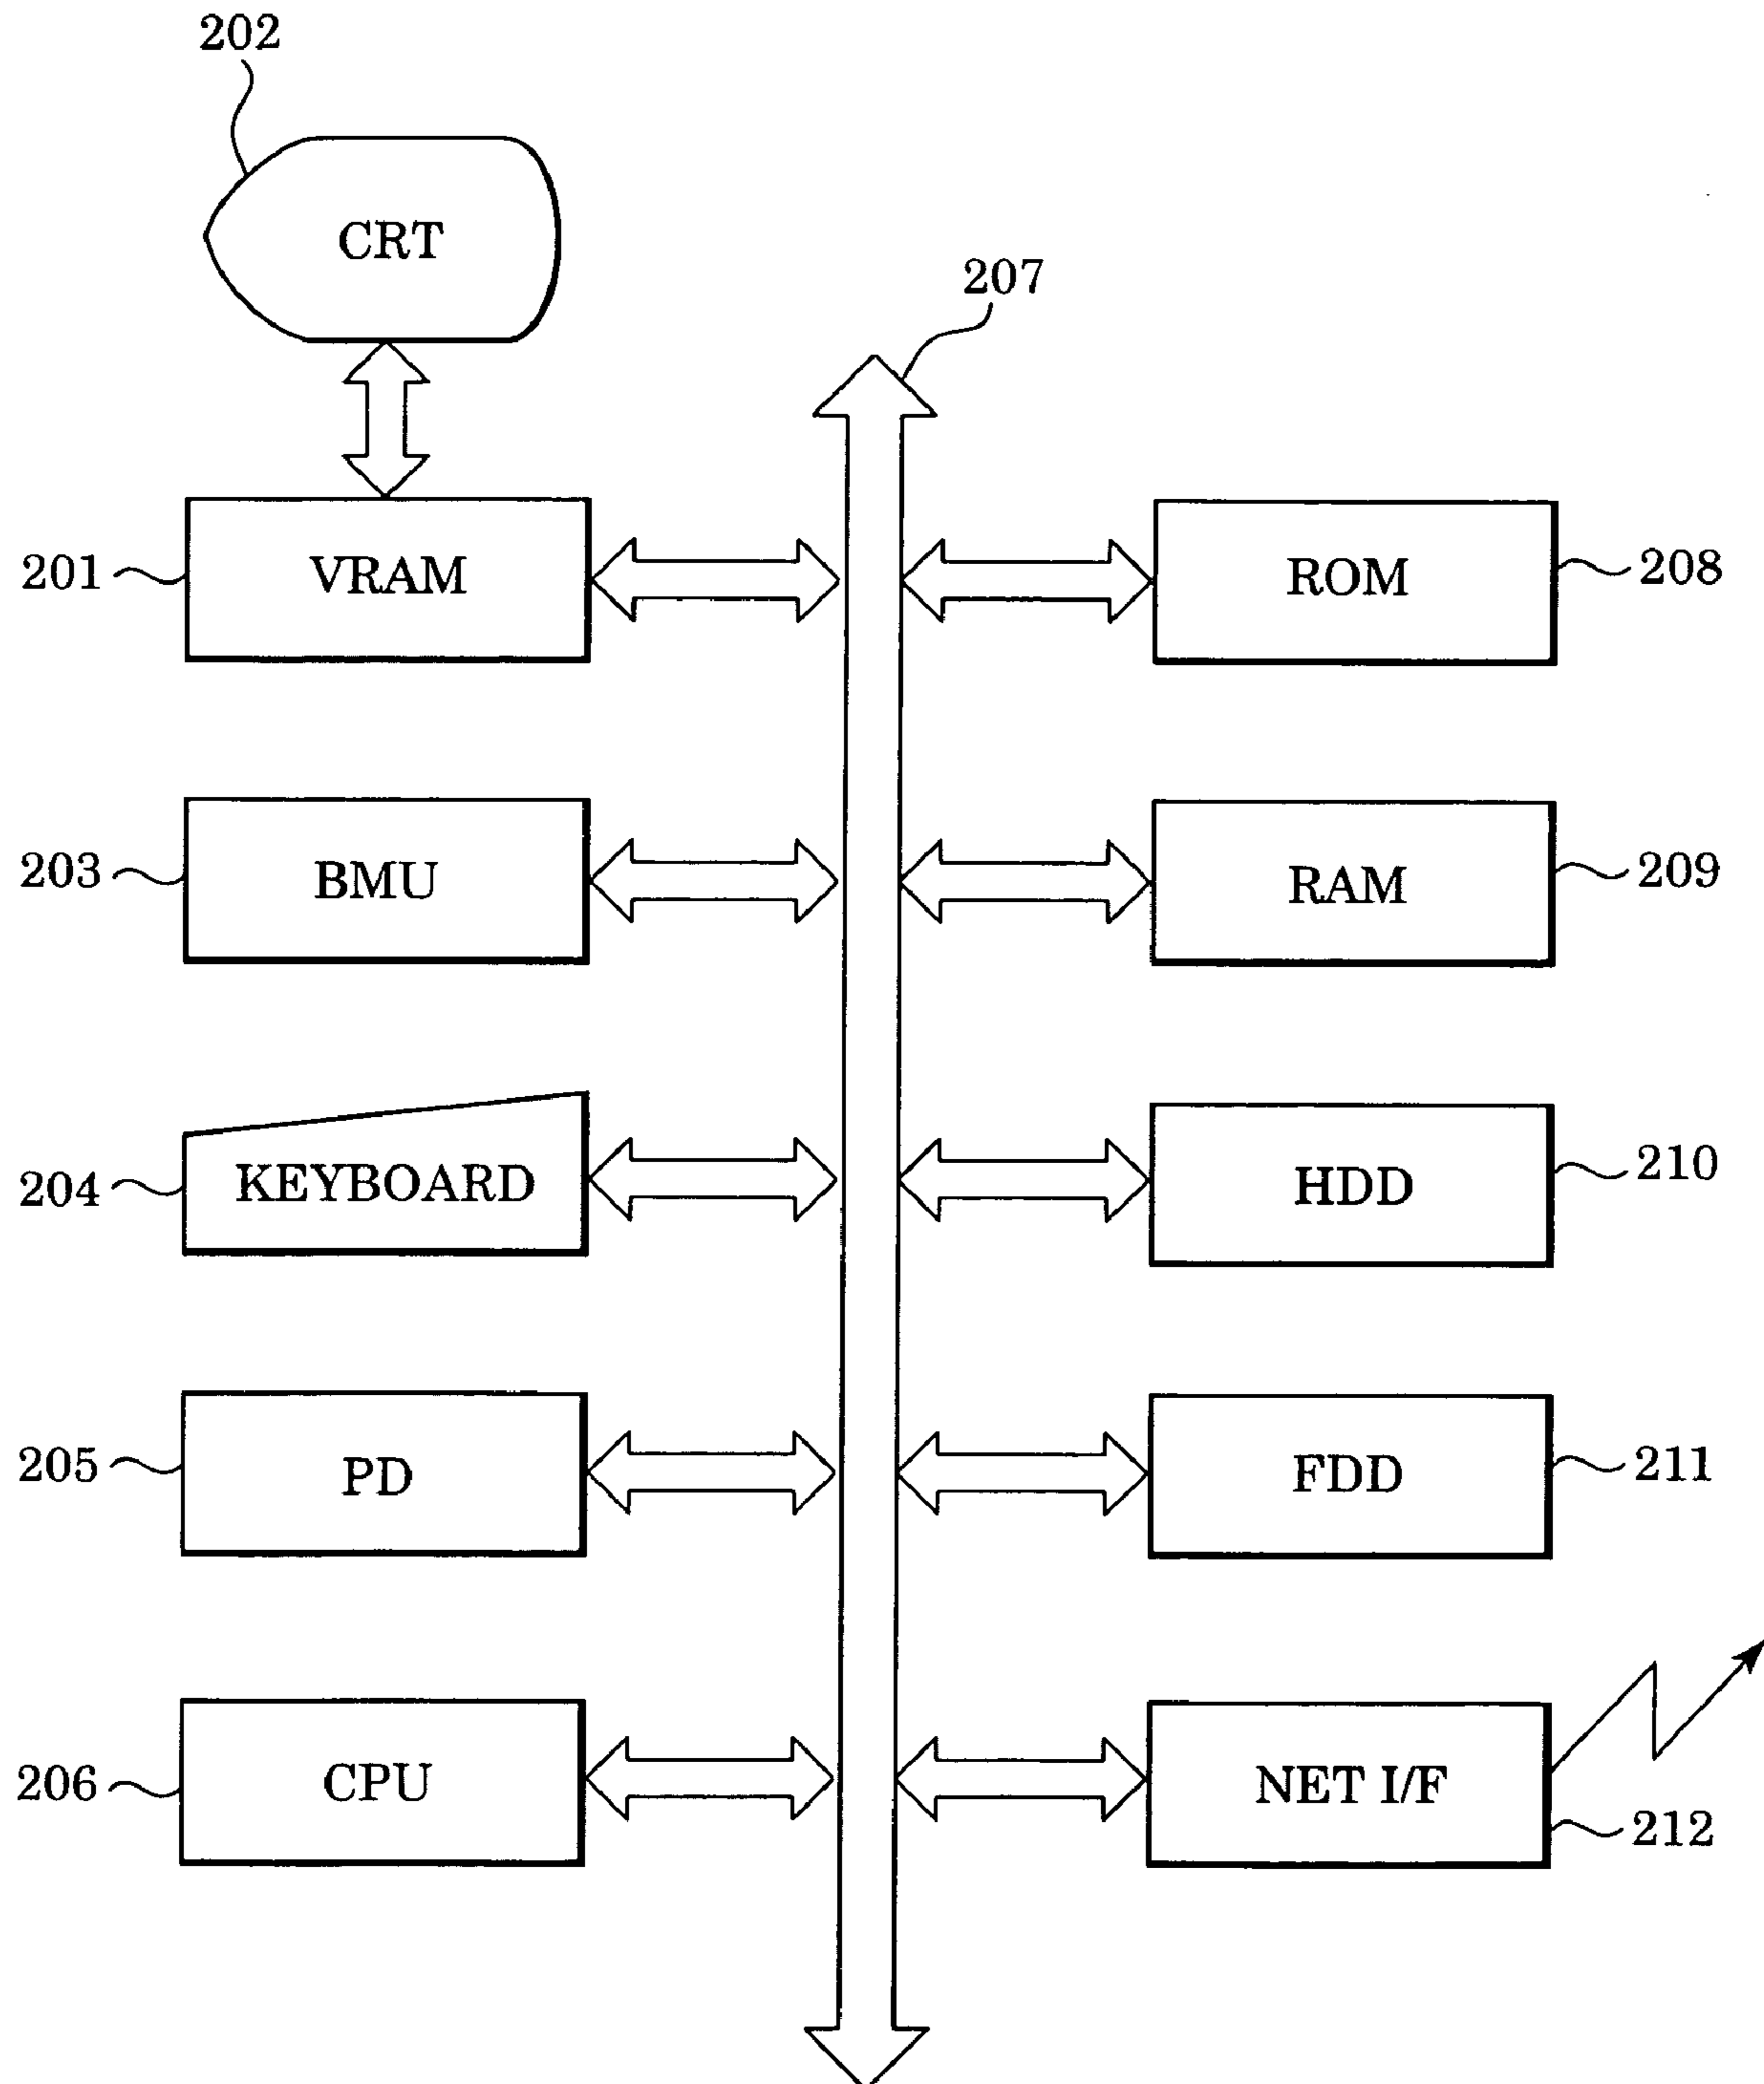 202
CRT
207
201
VRAM
ROM
208
203
BMU
RAM
209
204
KEYBOARD
HDD
210
205
PD
FDD
211
206
CPU
NET I/F
212